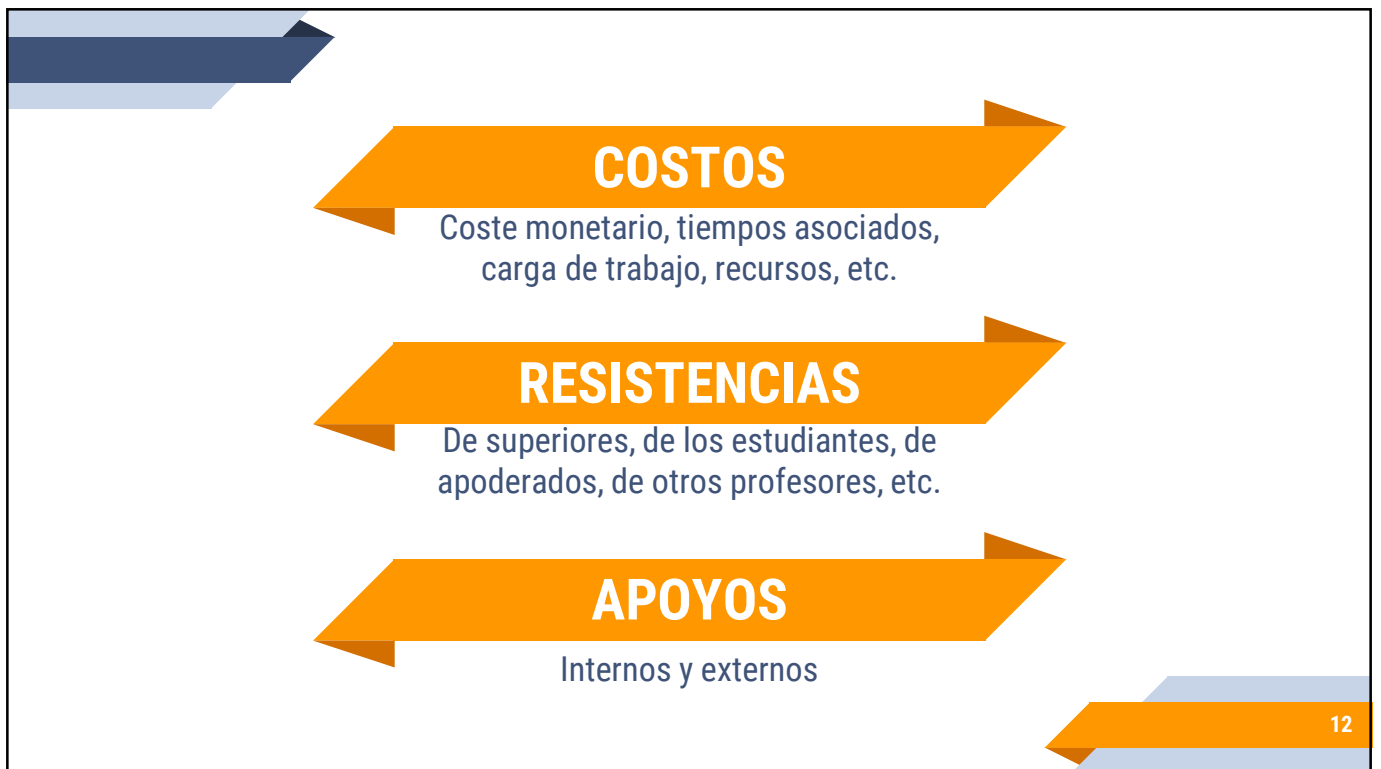 COSTOS
Coste monetario, tiempos asociados,
carga de trabajo, recursos, etc.
RESISTENCIAS
De superiores, de los estudiantes, de
apoderados, de otros profesores, etc.
APOYOS
Internos y externos
12